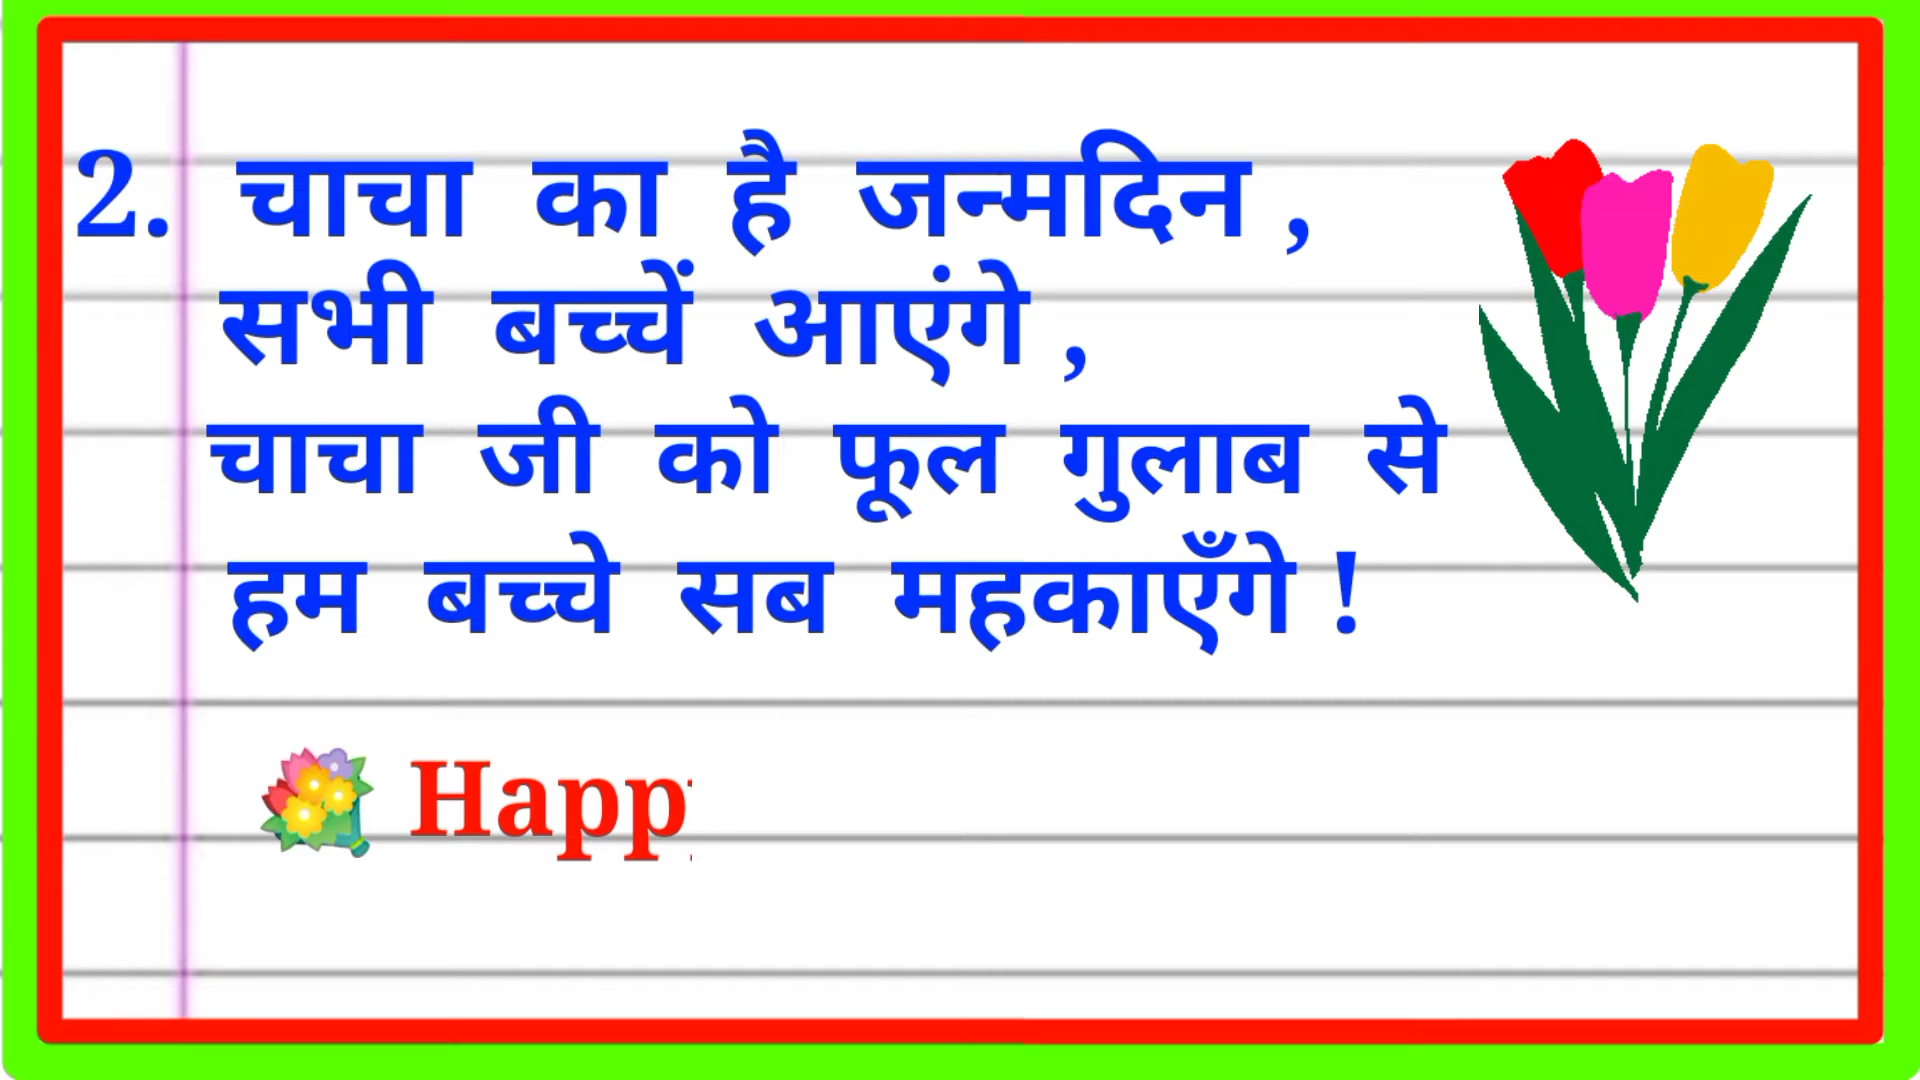 2. चाचा का है जन्मदिन ,
सभी बच्चें आएंगे ,
चाचा जी को फूल गुलाब से
हम बच्चे सब महकाएँगे !
Happ